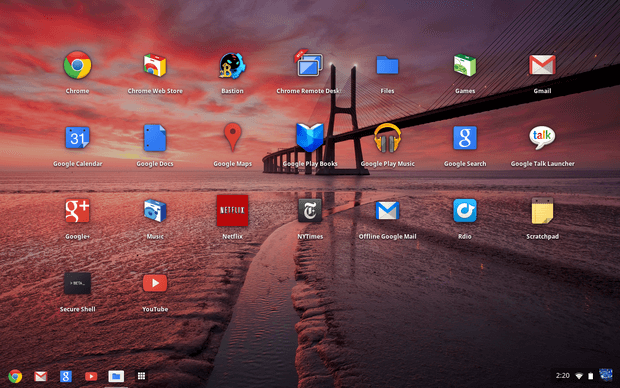 Chrome
Chrome Web Store
Bastion
Chrome Remote Desk
Files
Games
Gmail
31
talk
Google Calendar
Google Docs
Google Maps
Google Play Books
Google Play Music
Google Search
Google Talk Launcher
g+
NETFLIX
Google+
Music
Netflix
NYTimes
Offline Google Mail
Rdio
Scratchpad
Secure Shell
YouTube
2:20